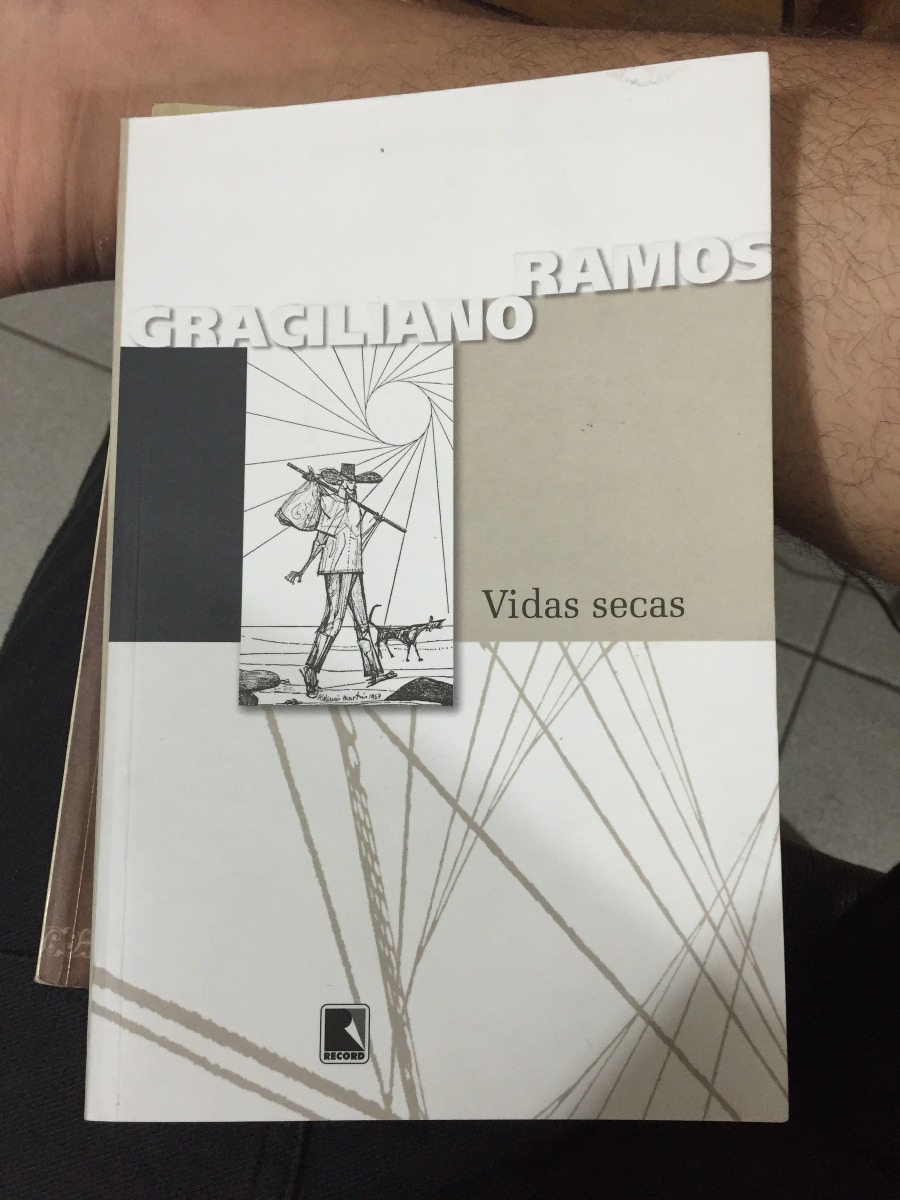 RAMOS
GRACILIANO
Vidas secas
RECORD